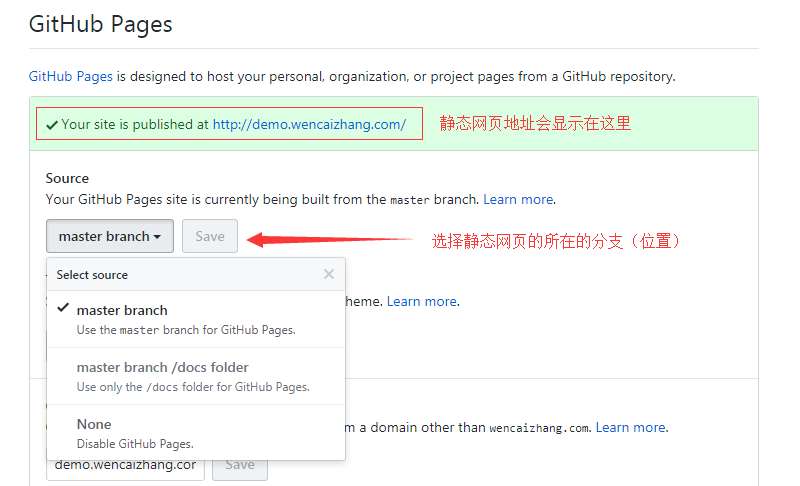 GitHub Pages
GitHub Pages is designed to host your personal, organization, or project pages from a GitHub repository.
Your site is published at http://demo.wencaizhang.com/ 静态网页地址会显示在这里
Source
Your GitHub Pages site is currently being built from the master branch. Learn more.
master branch Save 选择静态网页的所在的分支（位置）
Select source
heme. Learn more.
master branch
Use the master branch for GitHub Pages.
master branch /docs folder
Use only the /docs folder for GitHub Pages.
None
m a domain other than wencaizhang.com. Learn more.
Disable GitHub Pages.
demo.wencaizhang.cor Save